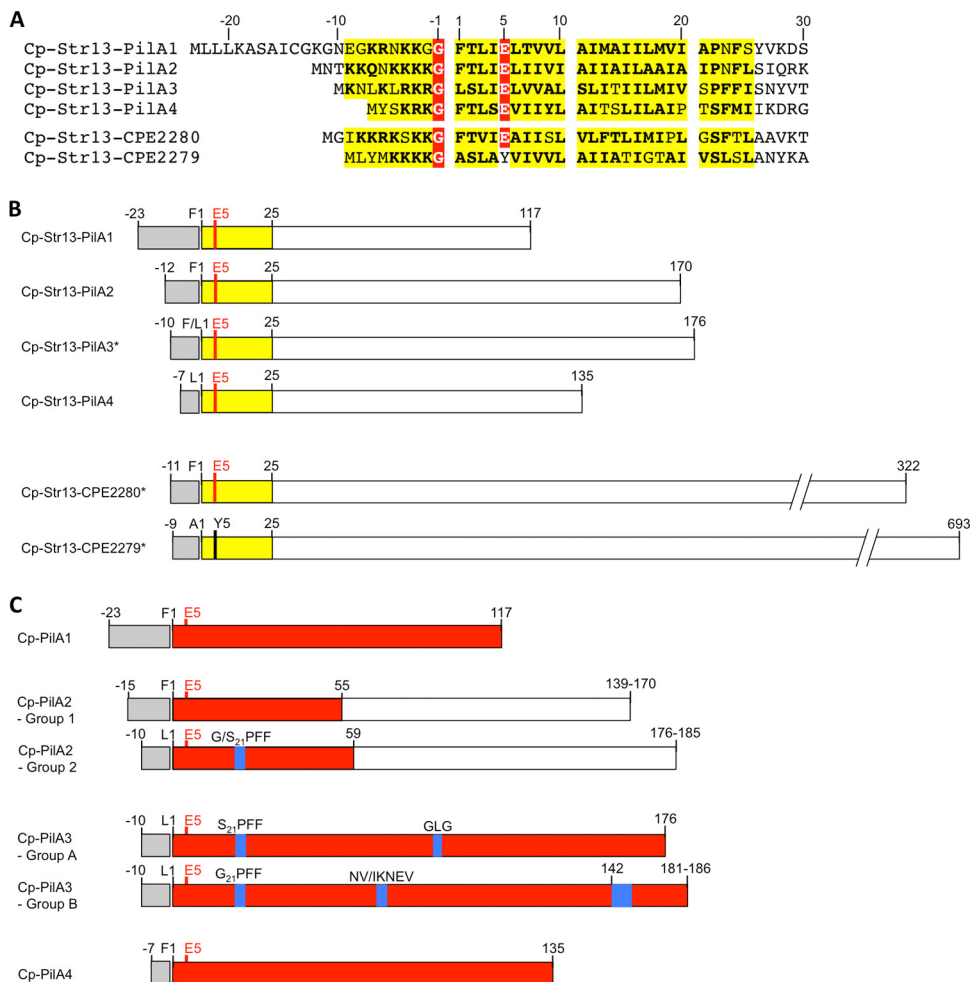 A
-20 -10 -1 1 5 10 20 30
Cp-Str13-PilA1 MLLLKASAICGKGNEGKRNKKGG FTLIELTVVL AIMAIILMVI APNFSYVKDS
Cp-Str13-PilA2 MNTKKQNKKKKG FTLIELIIVI AIIAILAAIA IPNFLSIQRK
Cp-Str13-PilA3 MKNLKLRKRG LSLIELVVAL SLITIILMIV SPFFISNYVT
Cp-Str13-PilA4 MYSKRKG FTLSEVIIYL AITSLILAIP TSFMIIKDRG
Cp-Str13-CPE2280 MGIKKRKSKKG FTVIEAIISL VLFTLIMIPL GSFTLAAVKT
Cp-Str13-CPE2279 MLYMKKKKG ASLAYVIVVL AIIATIGTAI VSLSLANYKA
B
-23 F1 E5 25 117
Cp-Str13-PilA1
-12 F1 E5 25 170
Cp-Str13-PilA2
-10 F/L1 E5 25 176
Cp-Str13-PilA3*
-7 L1 E5 25 135
Cp-Str13-PilA4
-11 F1 E5 25 322
Cp-Str13-CPE2280*
-9 A1 Y5 25 693
Cp-Str13-CPE2279*
C
-23 F1 E5 117
Cp-PilA1
-15 F1 E5 55 139-170
Cp-PilA2
- Group 1
-10 L1 E5 G/S21PFF 59 176-185
Cp-PilA2
- Group 2
-10 L1 E5 S21PFF GLG 176
Cp-PilA3
- Group A
-10 L1 E5 G21PFF NV/IKNEV 142 181-186
Cp-PilA3
- Group B
-7 F1 E5 135
Cp-PilA4